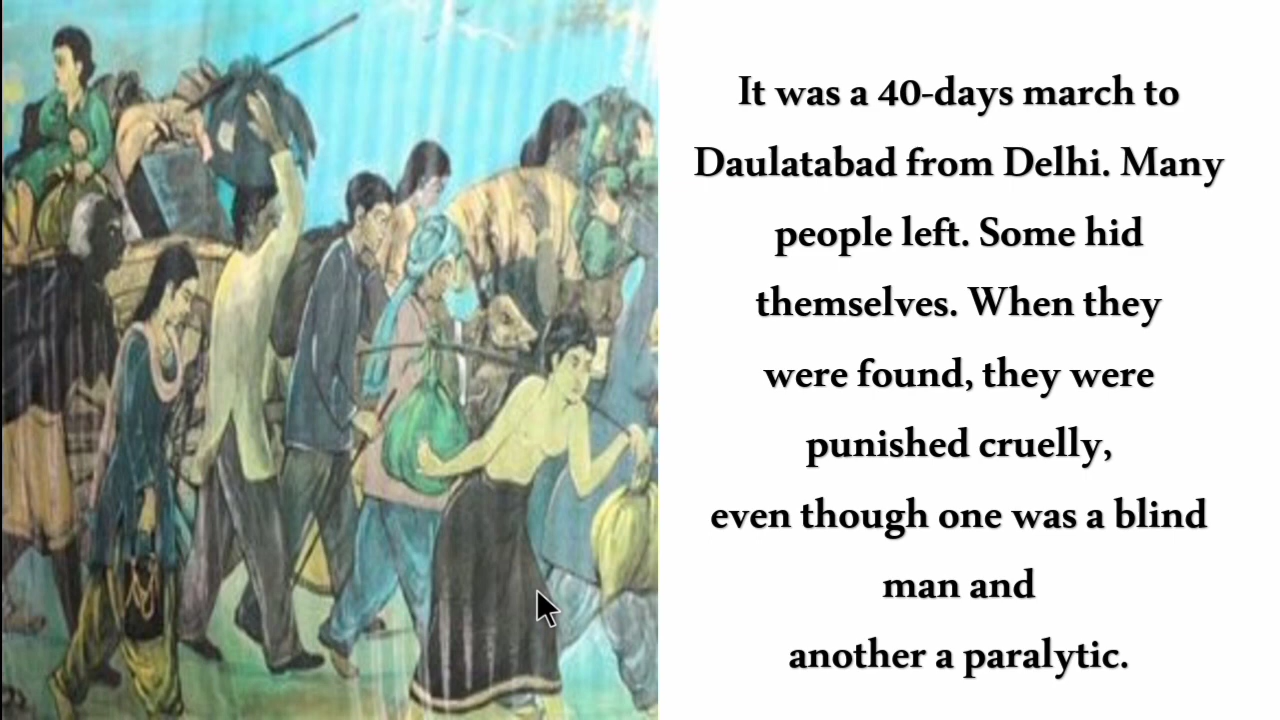 It was a 40-days march to
Daulatabad from Delhi. Many
people left. Some hid
themselves. When they
were found, they were
punished cruelly,
even though one was a blind
man and
another a paralytic.